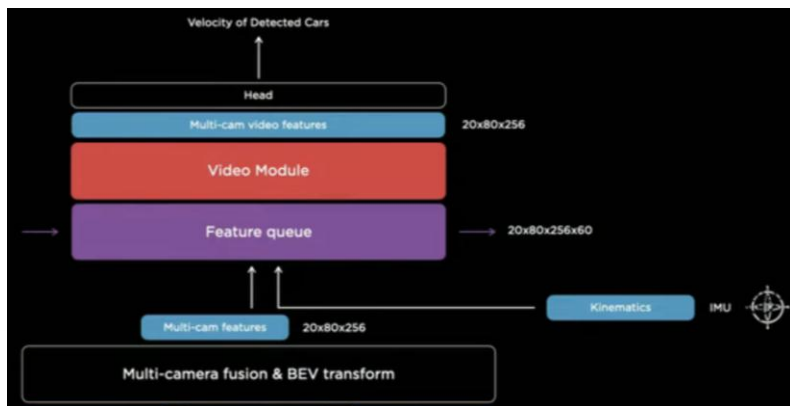 Velocity of Detected Cars
Head
Multi-cam video features 20x80x256
Video Module
Feature queue 20x80x256x60
Kinematics IMU
Multi-cam features 20x80x256
Multi-camera fusion & BEV transform